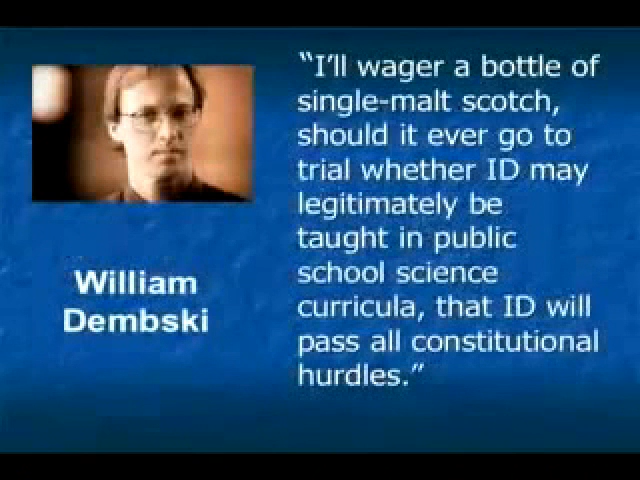 “I’ll wager a bottle of
single-malt scotch,
should it ever go to
trial whether ID may
legitimately be
taught in public
school science
curricula, that ID will
pass all constitutional
hurdles.”
William
Dembski